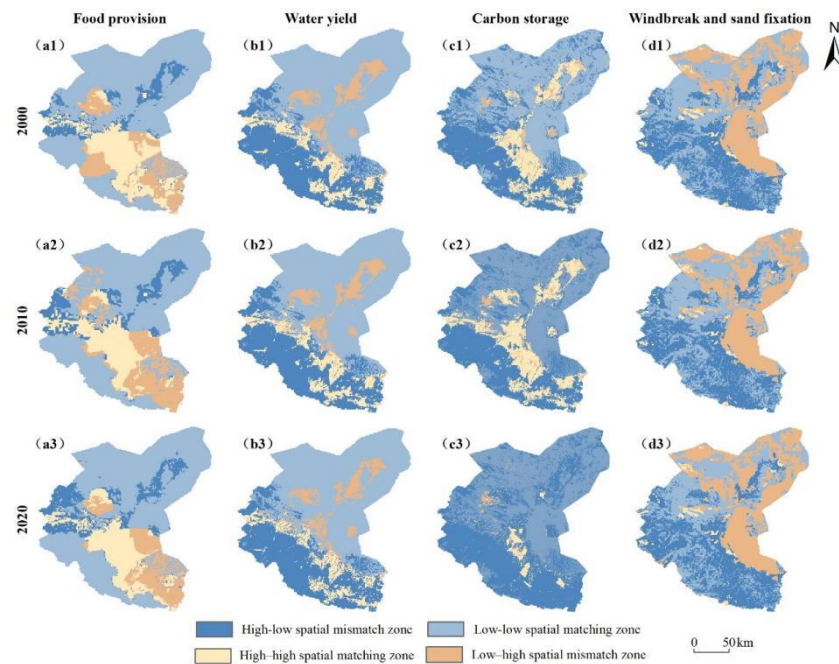 Food provision Water yield Carbon storage Windbreak and sand fixation
N
(a1) (b1) (c1) (d1)
2000
(a2) (b2) (c2) (d2)
2010
(a3) (b3) (c3) (d3)
2020
High-low spatial mismatch zone Low-low spatial matching zone
High–high spatial matching zone Low–high spatial mismatch zone
0 50km